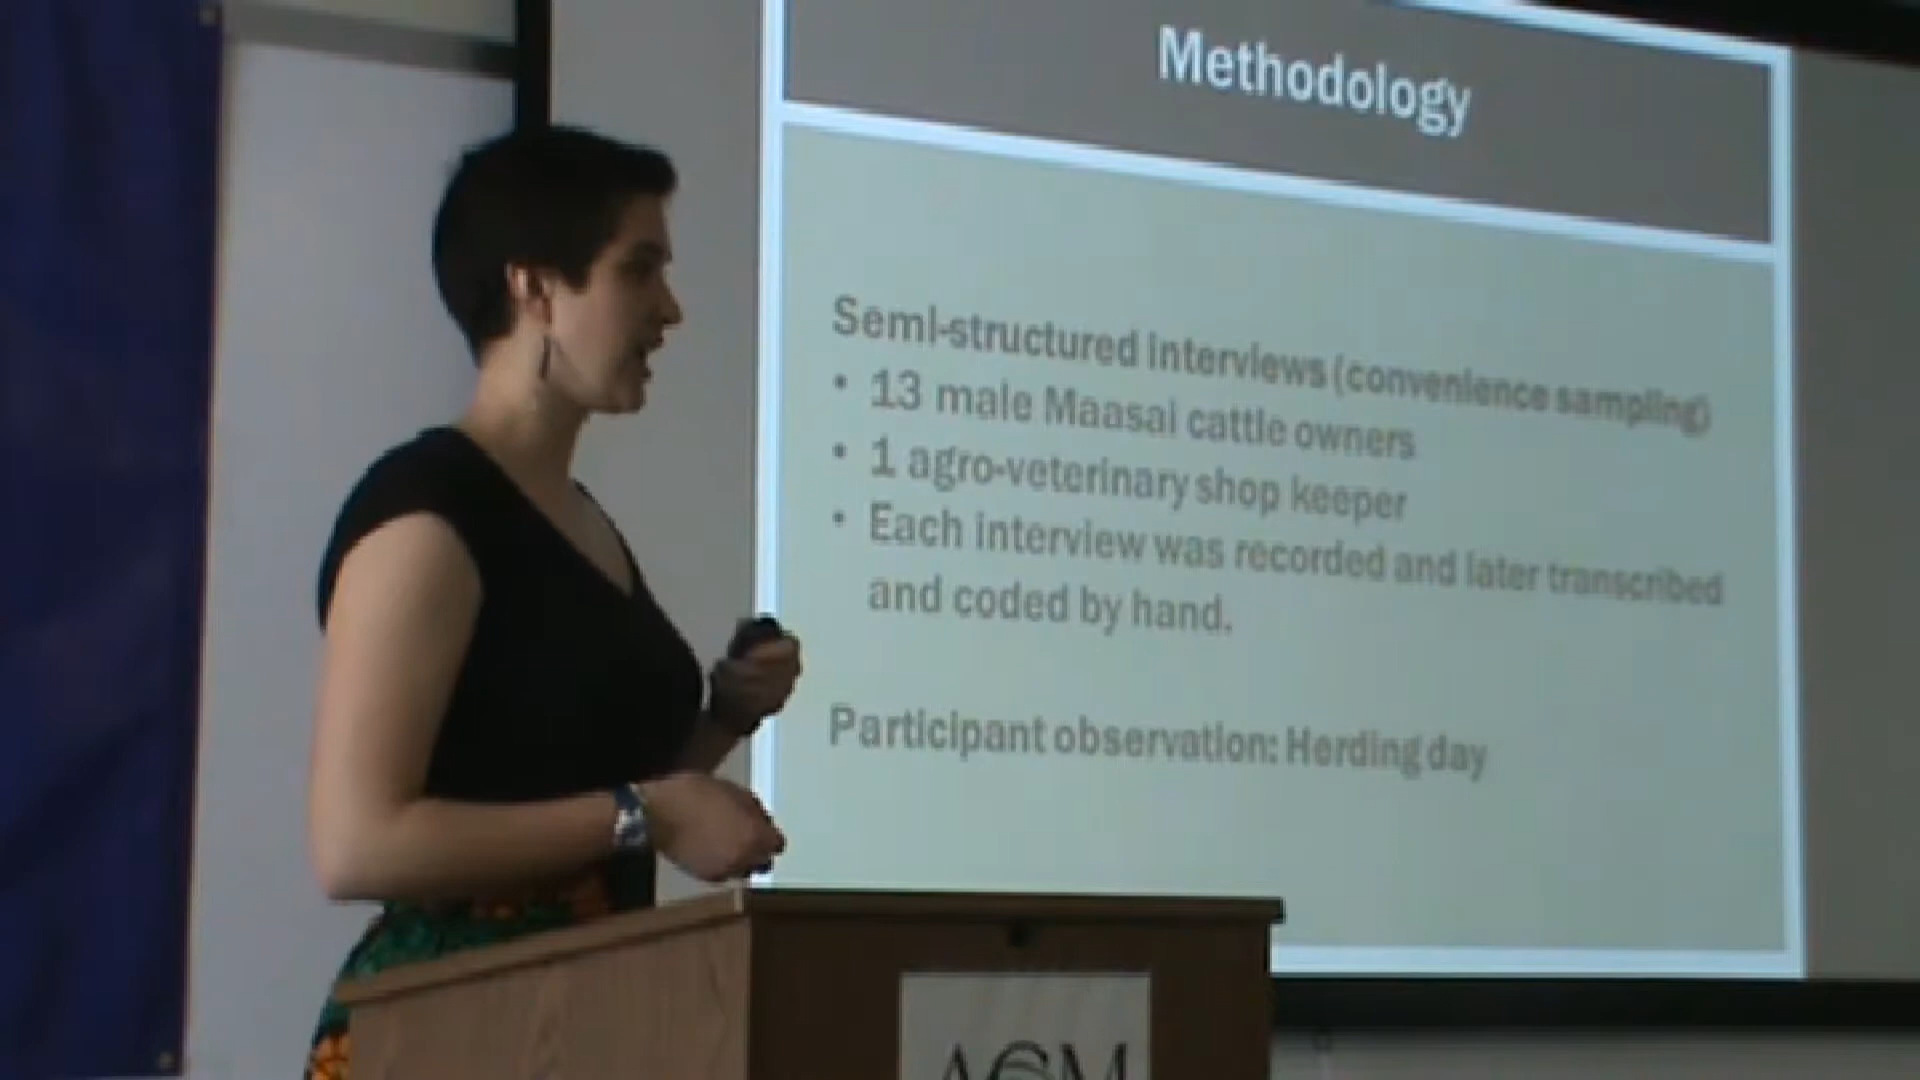 Methodology
Semi-structured interviews (convenience sampling)
• 13 male Maasai cattle owners
• 1 agro-veterinary shop keeper
• Each interview was recorded and later transcribed
and coded by hand.
Participant observation: Herding day
ACM